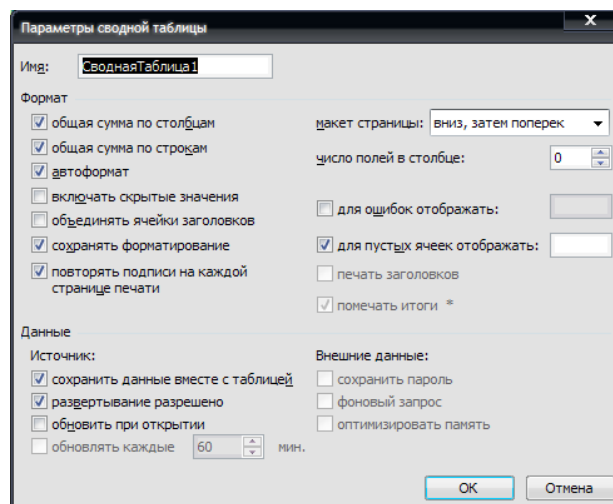 Параметры сводной таблицы
X
Имя: СводнаяТаблица1
Формат
общая сумма по столбцам
макет страницы: вниз, затем поперек
общая сумма по строкам
число полей в столбце: 0
автоформат
включать скрытые значения
для ошибок отображать:
объединять ячейки заголовков
сохранять форматирование
для пустых ячеек отображать:
повторять подписи на каждой
странице печати
печать заголовков
помечать итоги *
Данные
Источник:
Внешние данные:
сохранить данные вместе с таблицей
сохранить пароль
развертывание разрешено
фоновый запрос
обновить при открытии
оптимизировать память
обновлять каждые 60 мин.
ОК
Отмена